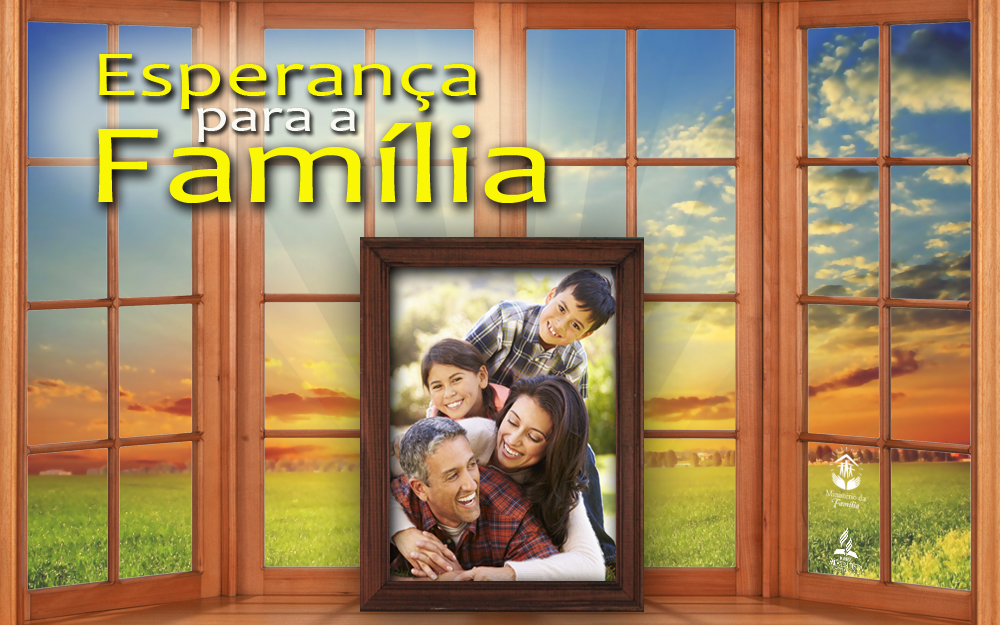 Esperança
para a
Família
Ministério da
Família